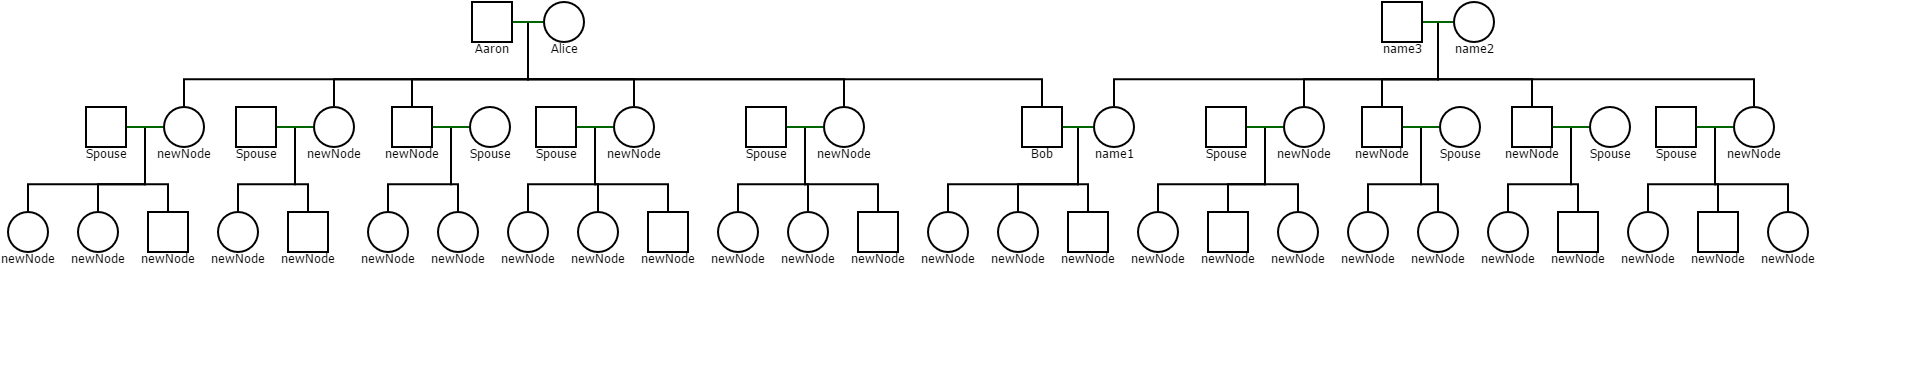 Aaron Alice name3 name2
Spouse newNode Spouse newNode newNode Spouse Spouse newNode Spouse newNode Bob name1 Spouse newNode newNode Spouse newNode Spouse Spouse newNode
newNode newNode newNode newNode newNode newNode newNode newNode newNode newNode newNode newNode newNode newNode newNode newNode newNode newNode newNode newNode newNode newNode newNode newNode newNode newNode